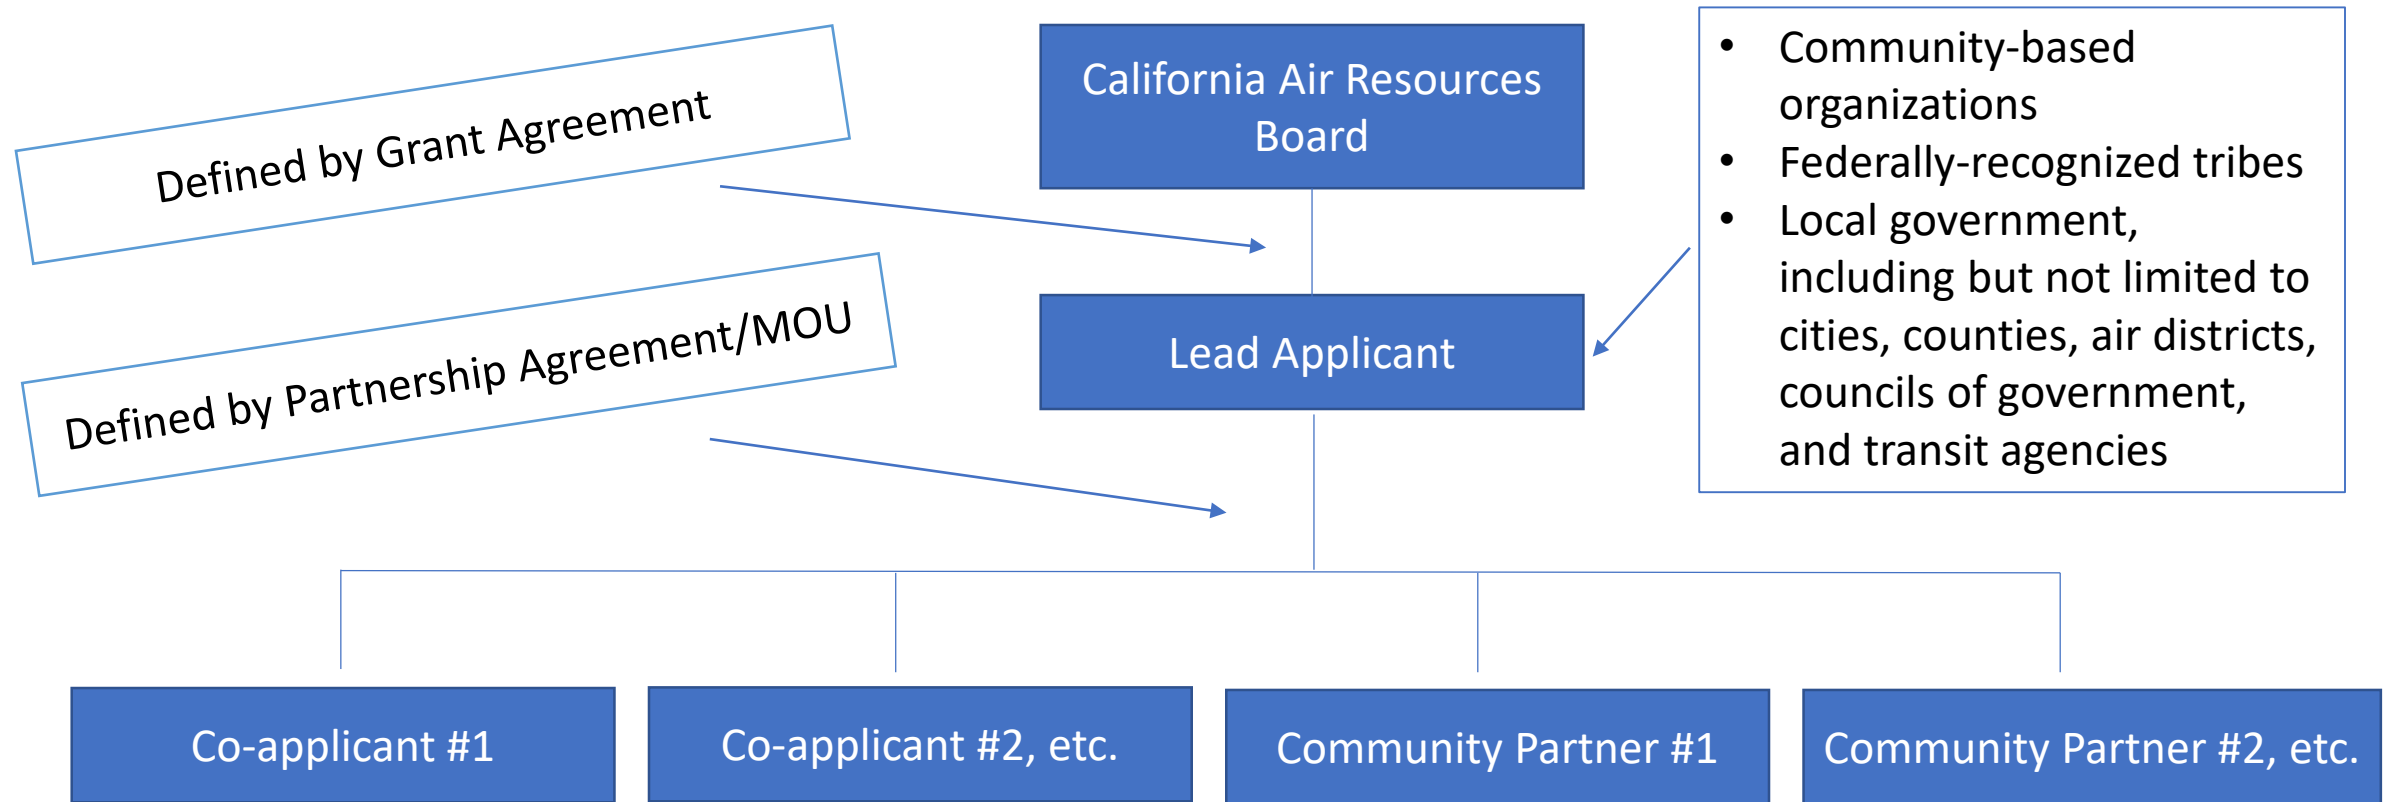 Defined by Grant Agreement
California Air Resources
Board
• Community-based
organizations
• Federally-recognized tribes
• Local government,
including but not limited to
cities, counties, air districts,
councils of government,
and transit agencies
Defined by Partnership Agreement/MOU
Lead Applicant
Co-applicant #1
Co-applicant #2, etc.
Community Partner #1
Community Partner #2, etc.